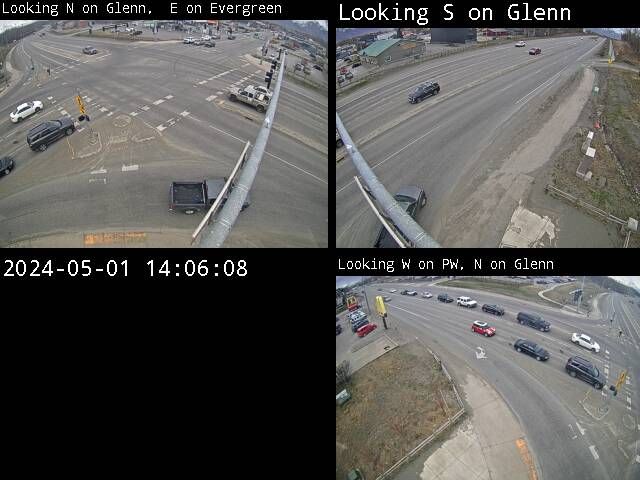 Looking N on Glenn,  E on Evergreen
Looking S on Glenn
2024-05-01 14:06:08
Looking W on PW, N on Glenn